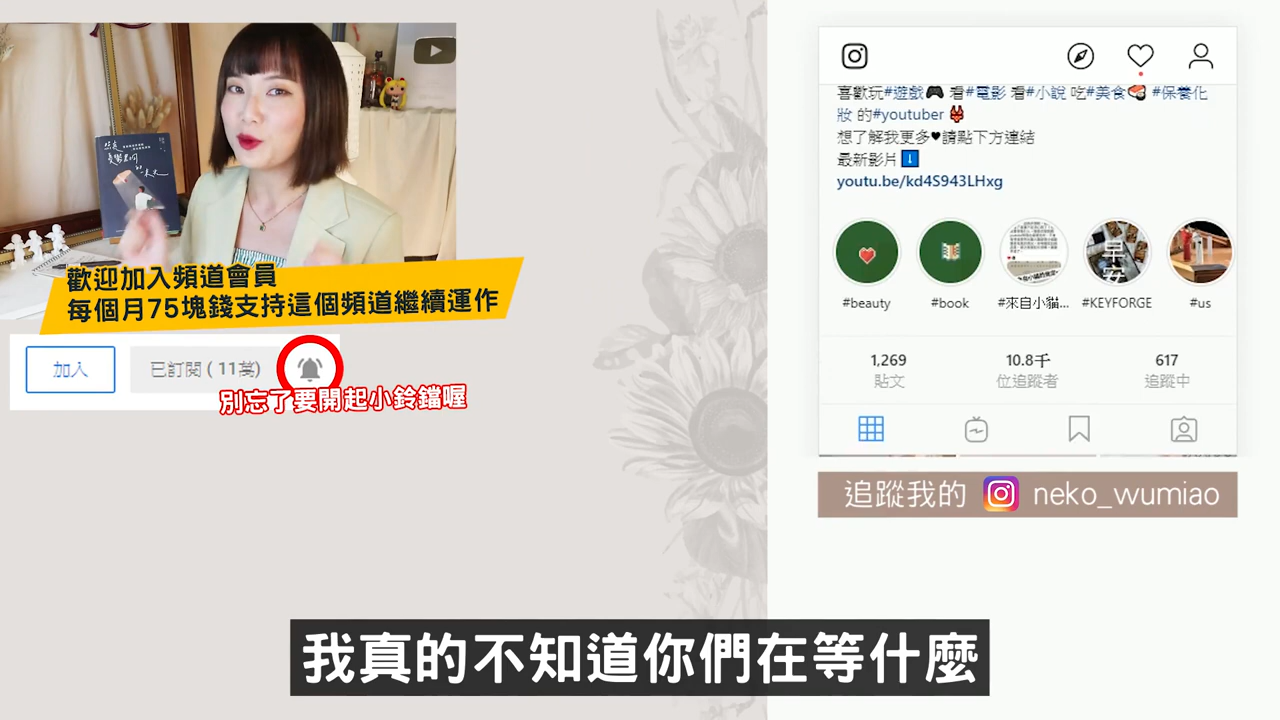 歡迎加入頻道會員
每個月75塊錢支持這個頻道繼續運作
加入
已訂閱 ( 11萬)
別忘了要開起小鈴鐺喔
喜歡玩#遊戲🎮 看#電影 看#小說 吃#美食🍣 #保養化
妝 的#youtuber 👹
想了解我更多♥請點下方連結
最新影片⬇️
youtu.be/kd4S943LHxg
#beauty
#book
#來自小貓...
#KEYFORGE
#us
早安
1,269
貼文
10.8千
位追蹤者
617
追蹤中
追蹤我的 neko_wumiao
我真的不知道你們在等什麼